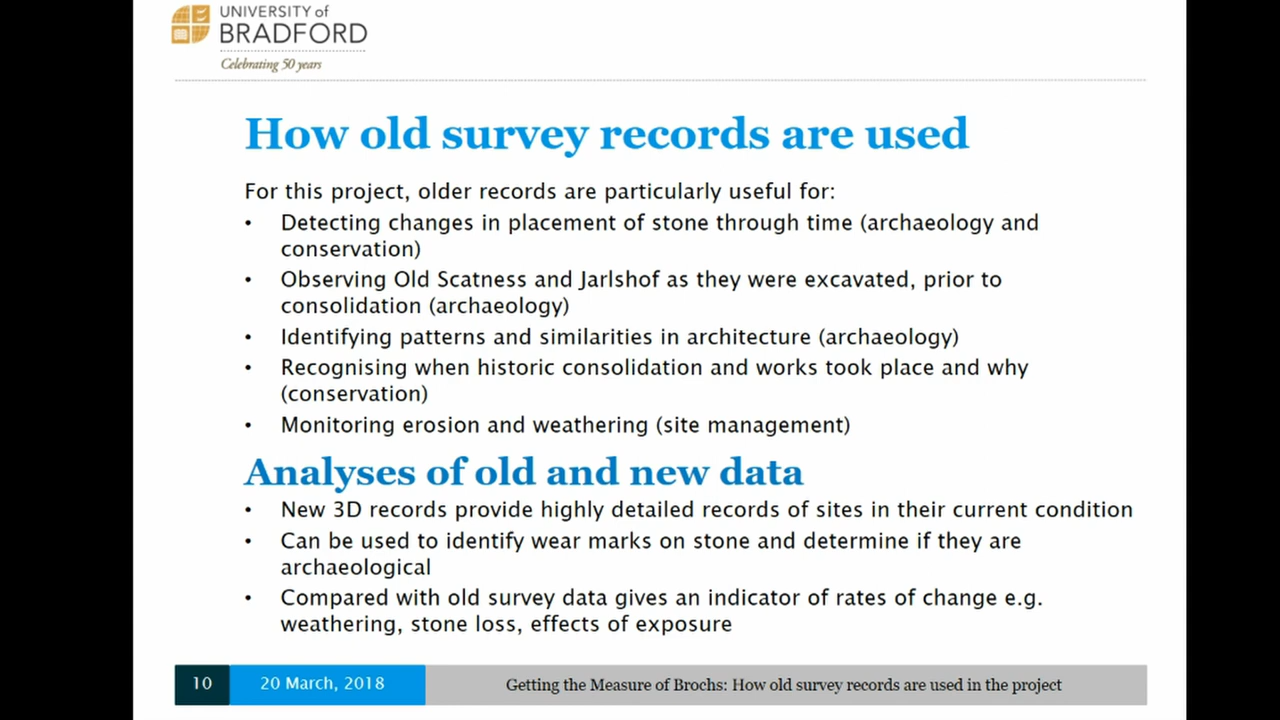 UNIVERSITY of
BRADFORD
Celebrating 50 years
How old survey records are used
For this project, older records are particularly useful for:
• Detecting changes in placement of stone through time (archaeology and
conservation)
• Observing Old Scatness and Jarlshof as they were excavated, prior to
consolidation (archaeology)
• Identifying patterns and similarities in architecture (archaeology)
• Recognising when historic consolidation and works took place and why
(conservation)
• Monitoring erosion and weathering (site management)
Analyses of old and new data
• New 3D records provide highly detailed records of sites in their current condition
• Can be used to identify wear marks on stone and determine if they are
archaeological
• Compared with old survey data gives an indicator of rates of change e.g.
weathering, stone loss, effects of exposure
10 20 March, 2018 Getting the Measure of Brochs: How old survey records are used in the project